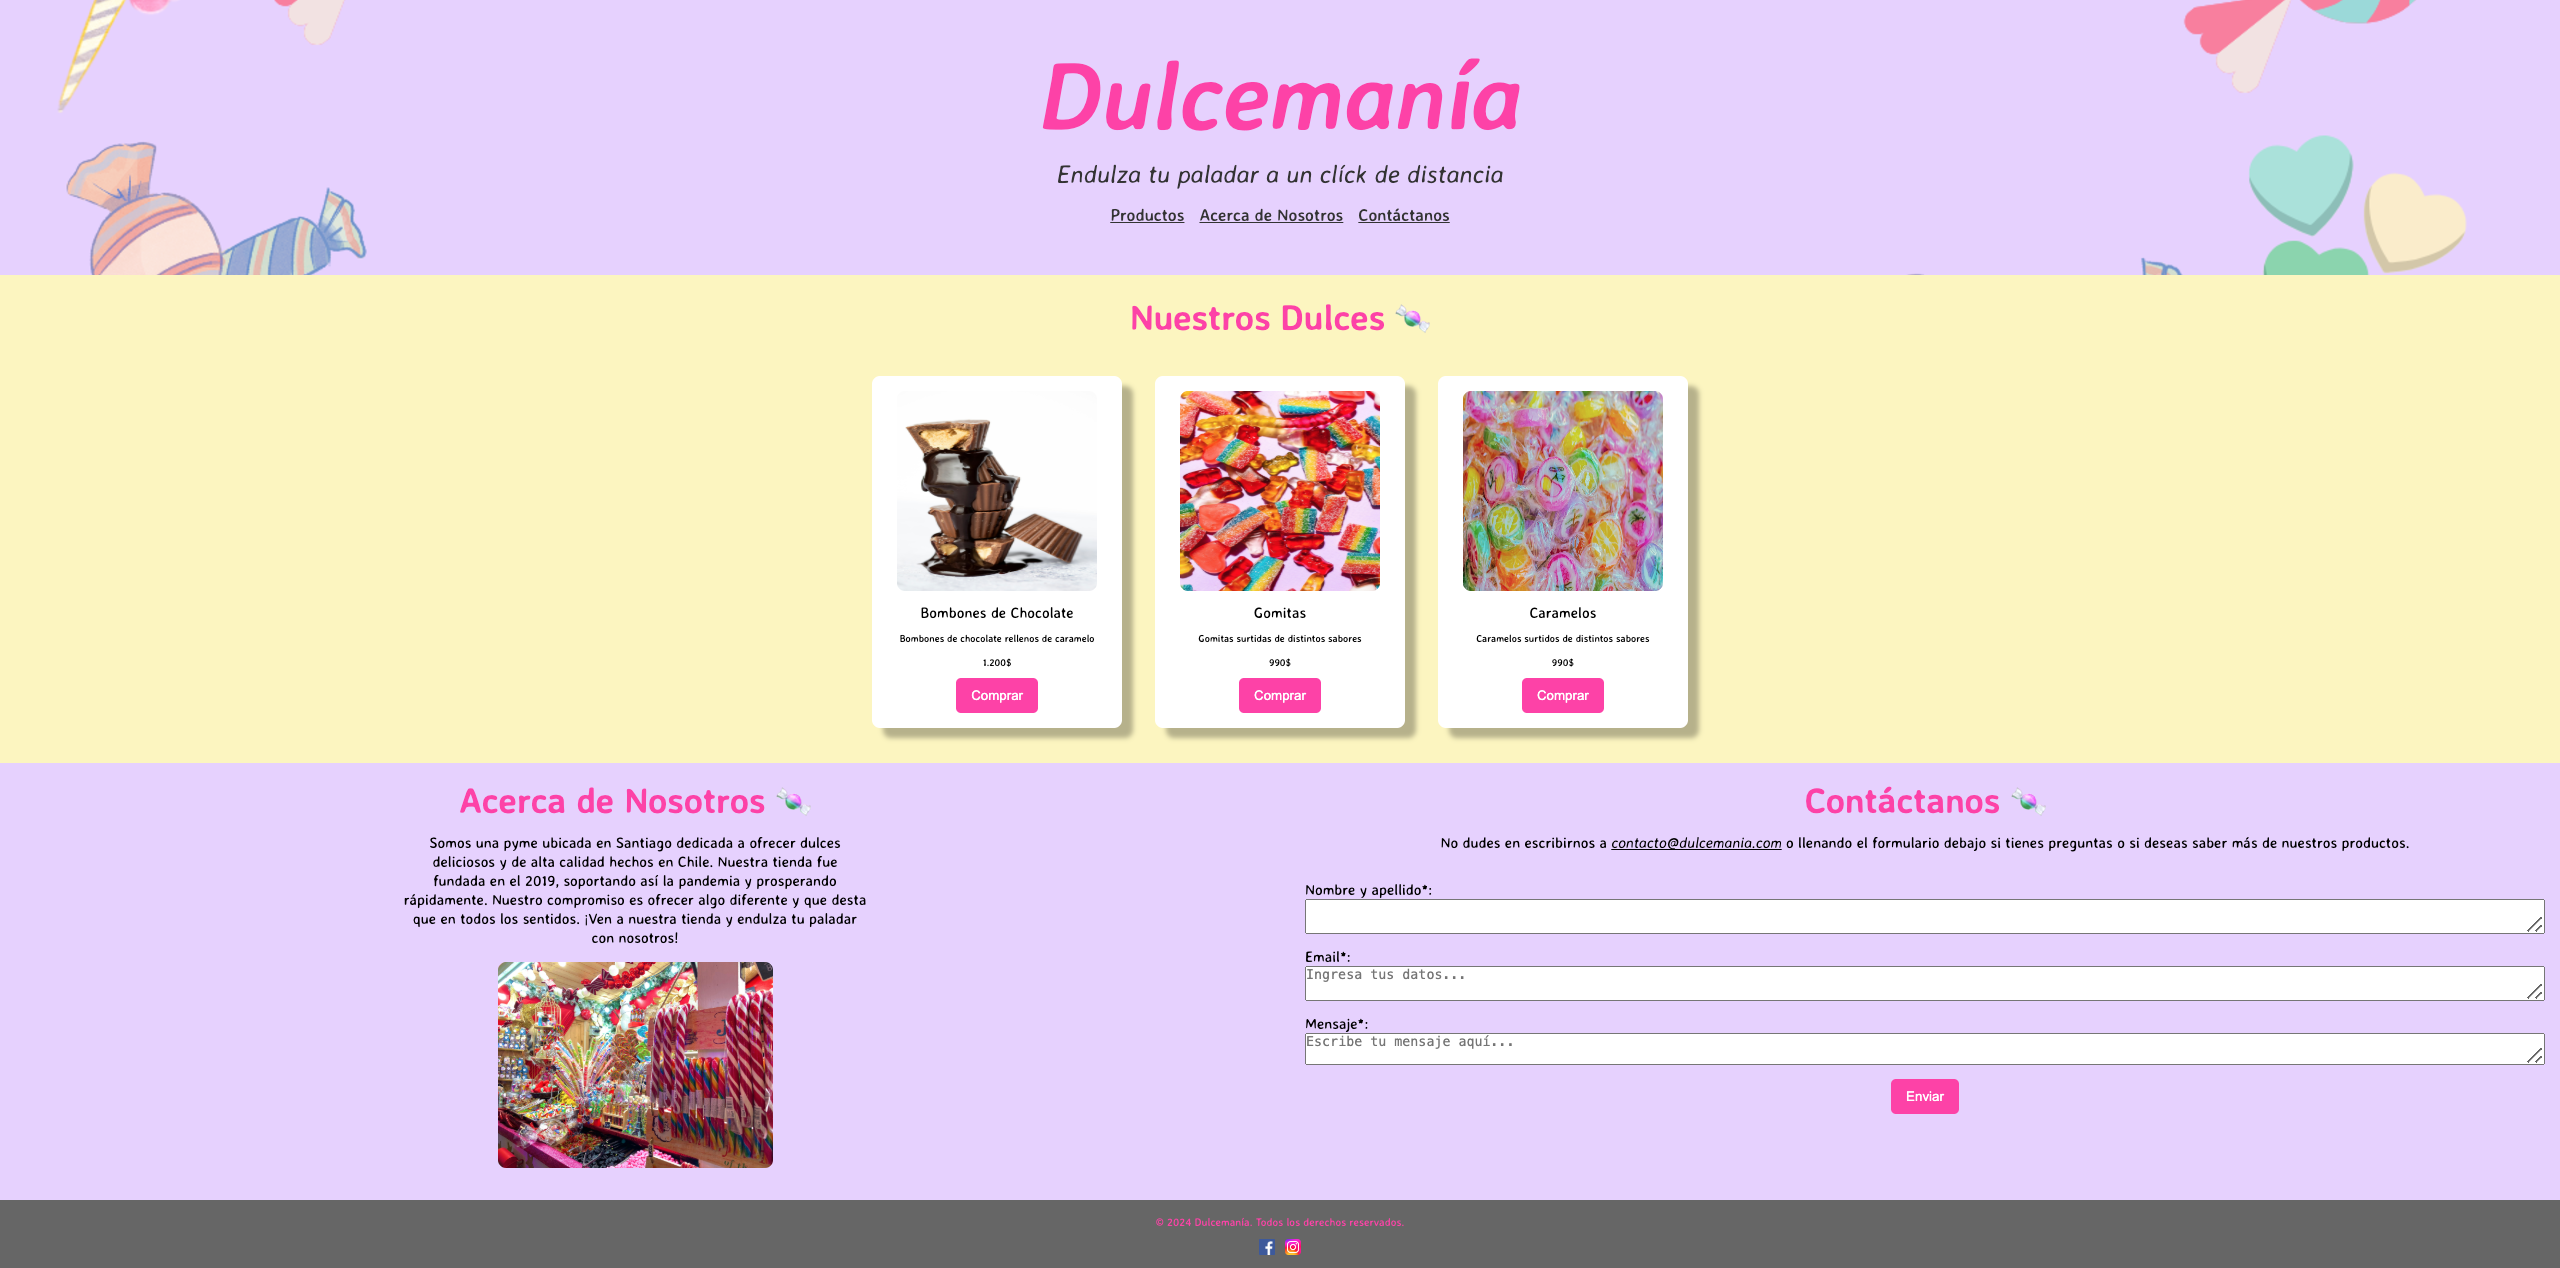 Dulcemanía
Endulza tu paladar a un clíck de distancia
Productos Acerca de Nosotros Contáctanos
Nuestros Dulces
Bombones de Chocolate
Bombones de chocolate rellenos de caramelo
1.200$
Comprar
Gomitas
Gomitas surtidas de distintos sabores
990$
Comprar
Caramelos
Caramelos surtidos de distintos sabores
990$
Comprar
Acerca de Nosotros
Somos una pyme ubicada en Santiago dedicada a ofrecer dulces
deliciosos y de alta calidad hechos en Chile. Nuestra tienda fue
fundada en el 2019, soportando así la pandemia y prosperando
rápidamente. Nuestro compromiso es ofrecer algo diferente y que desta
que en todos los sentidos. ¡Ven a nuestra tienda y endulza tu paladar
con nosotros!
Contáctanos
No dudes en escribirnos a contacto@dulcemania.com o llenando el formulario debajo si tienes preguntas o si deseas saber más de nuestros productos.
Nombre y apellido*:
Email*:
Ingresa tus datos...
Mensaje*:
Escribe tu mensaje aquí...
Enviar
© 2024 Dulcemanía. Todos los derechos reservados.